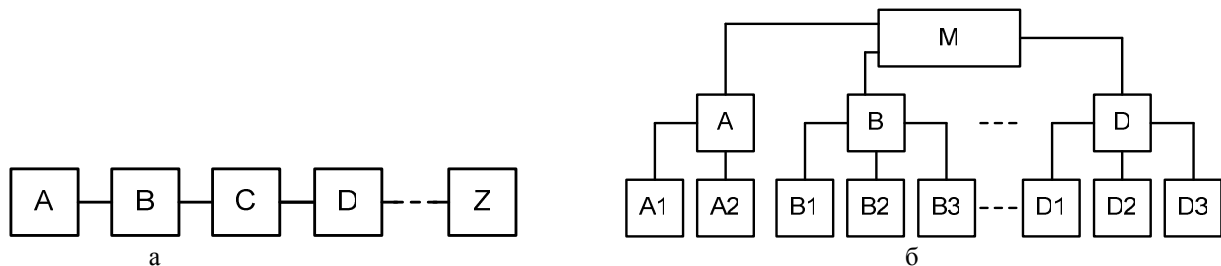 M
A B D
A B C D Z
A1 A2 B1 B2 B3 D1 D2 D3
а б